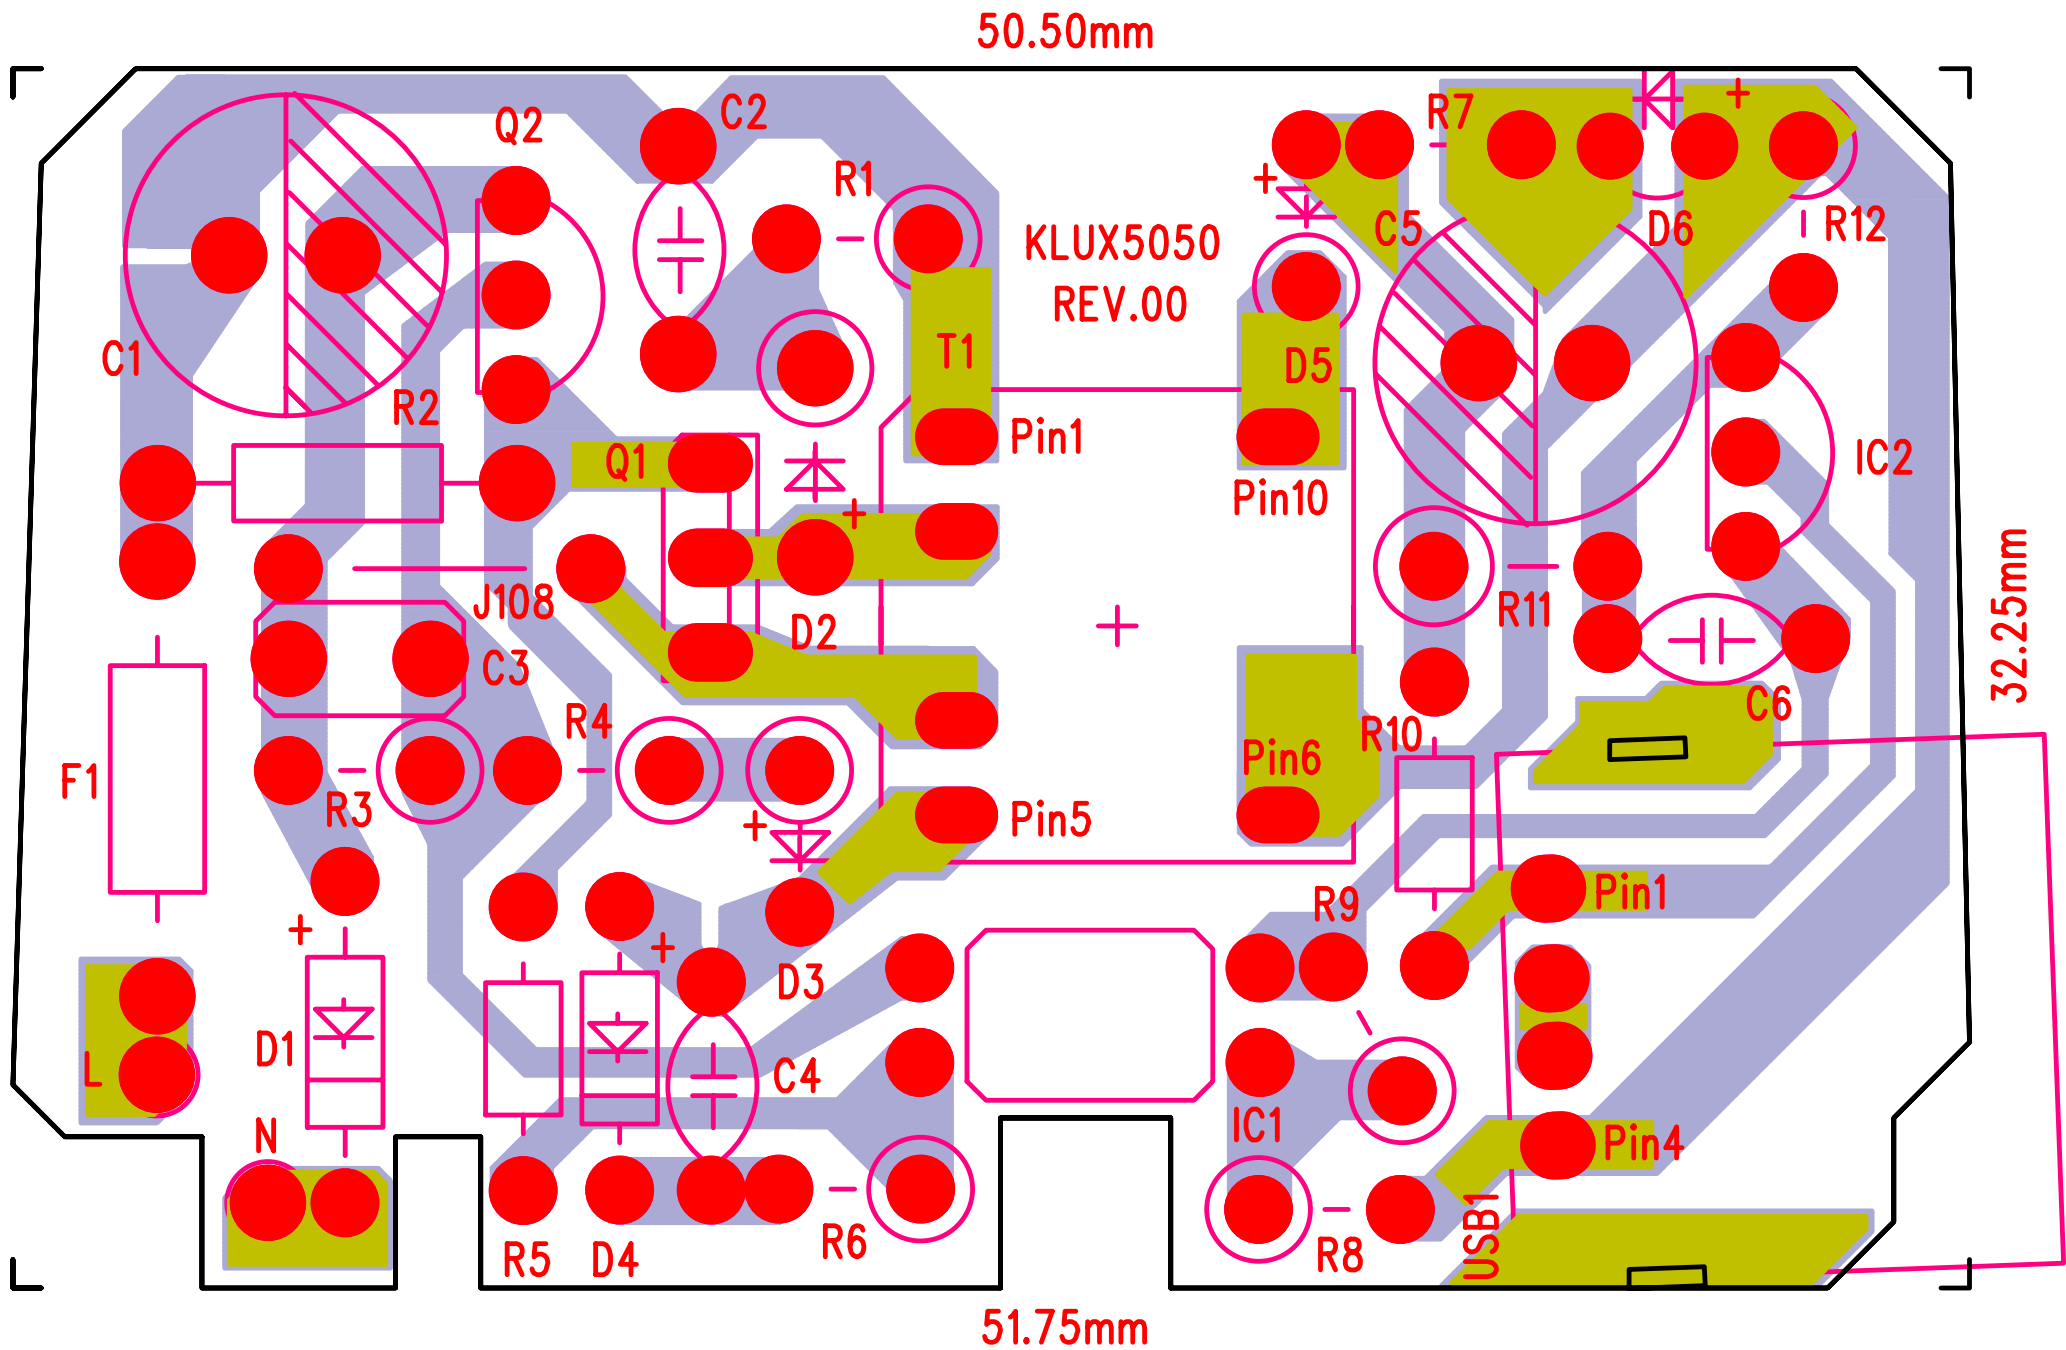 50.50mm
Q2
C2
R7
+
R1
+
KLUX5050
REV.00
C5
D6
R12
C1
T1
D5
R2
Pin1
Q1
IC2
Pin10
+
J108
R11
D2
32.25mm
C3
R4
C6
R10
F1
Pin6
R3
+
Pin5
Pin1
R9
+
+
D3
D1
L
C4
N
IC1
Pin4
USB1
R5
D4
R6
R8
51.75mm